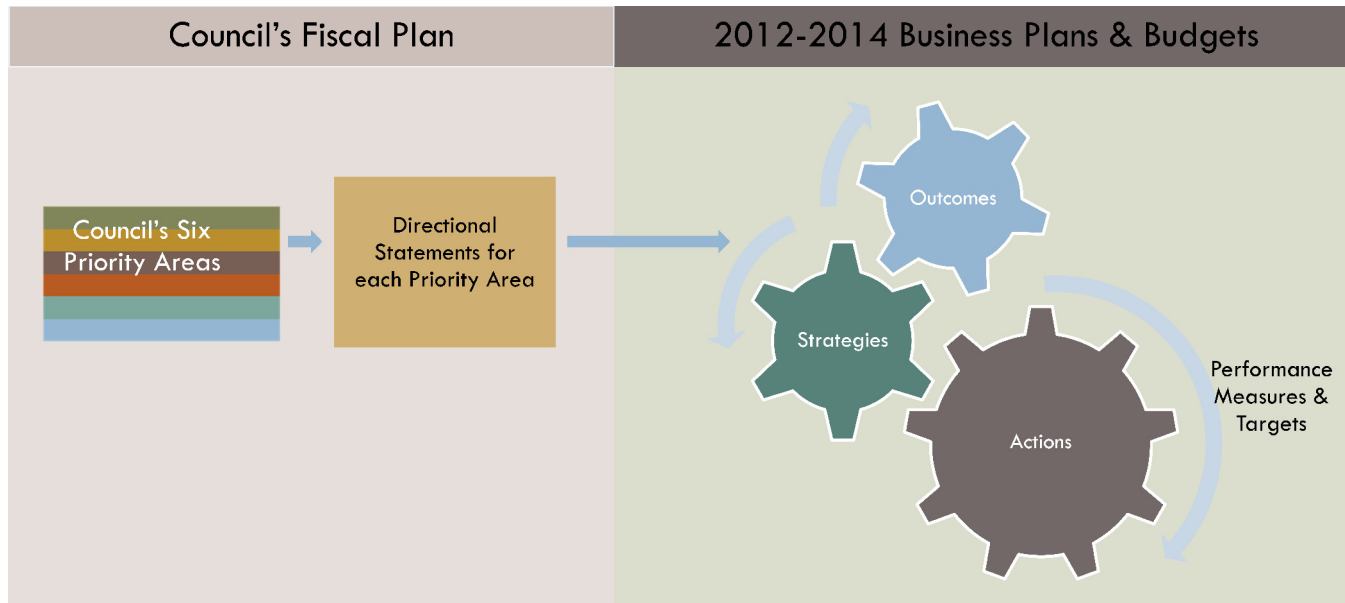 Council's Fiscal Plan
2012-2014 Business Plans & Budgets
Council's Six
Priority Areas
Directional
Statements for
each Priority Area
Outcomes
Strategies
Actions
Performance
Measures &
Targets